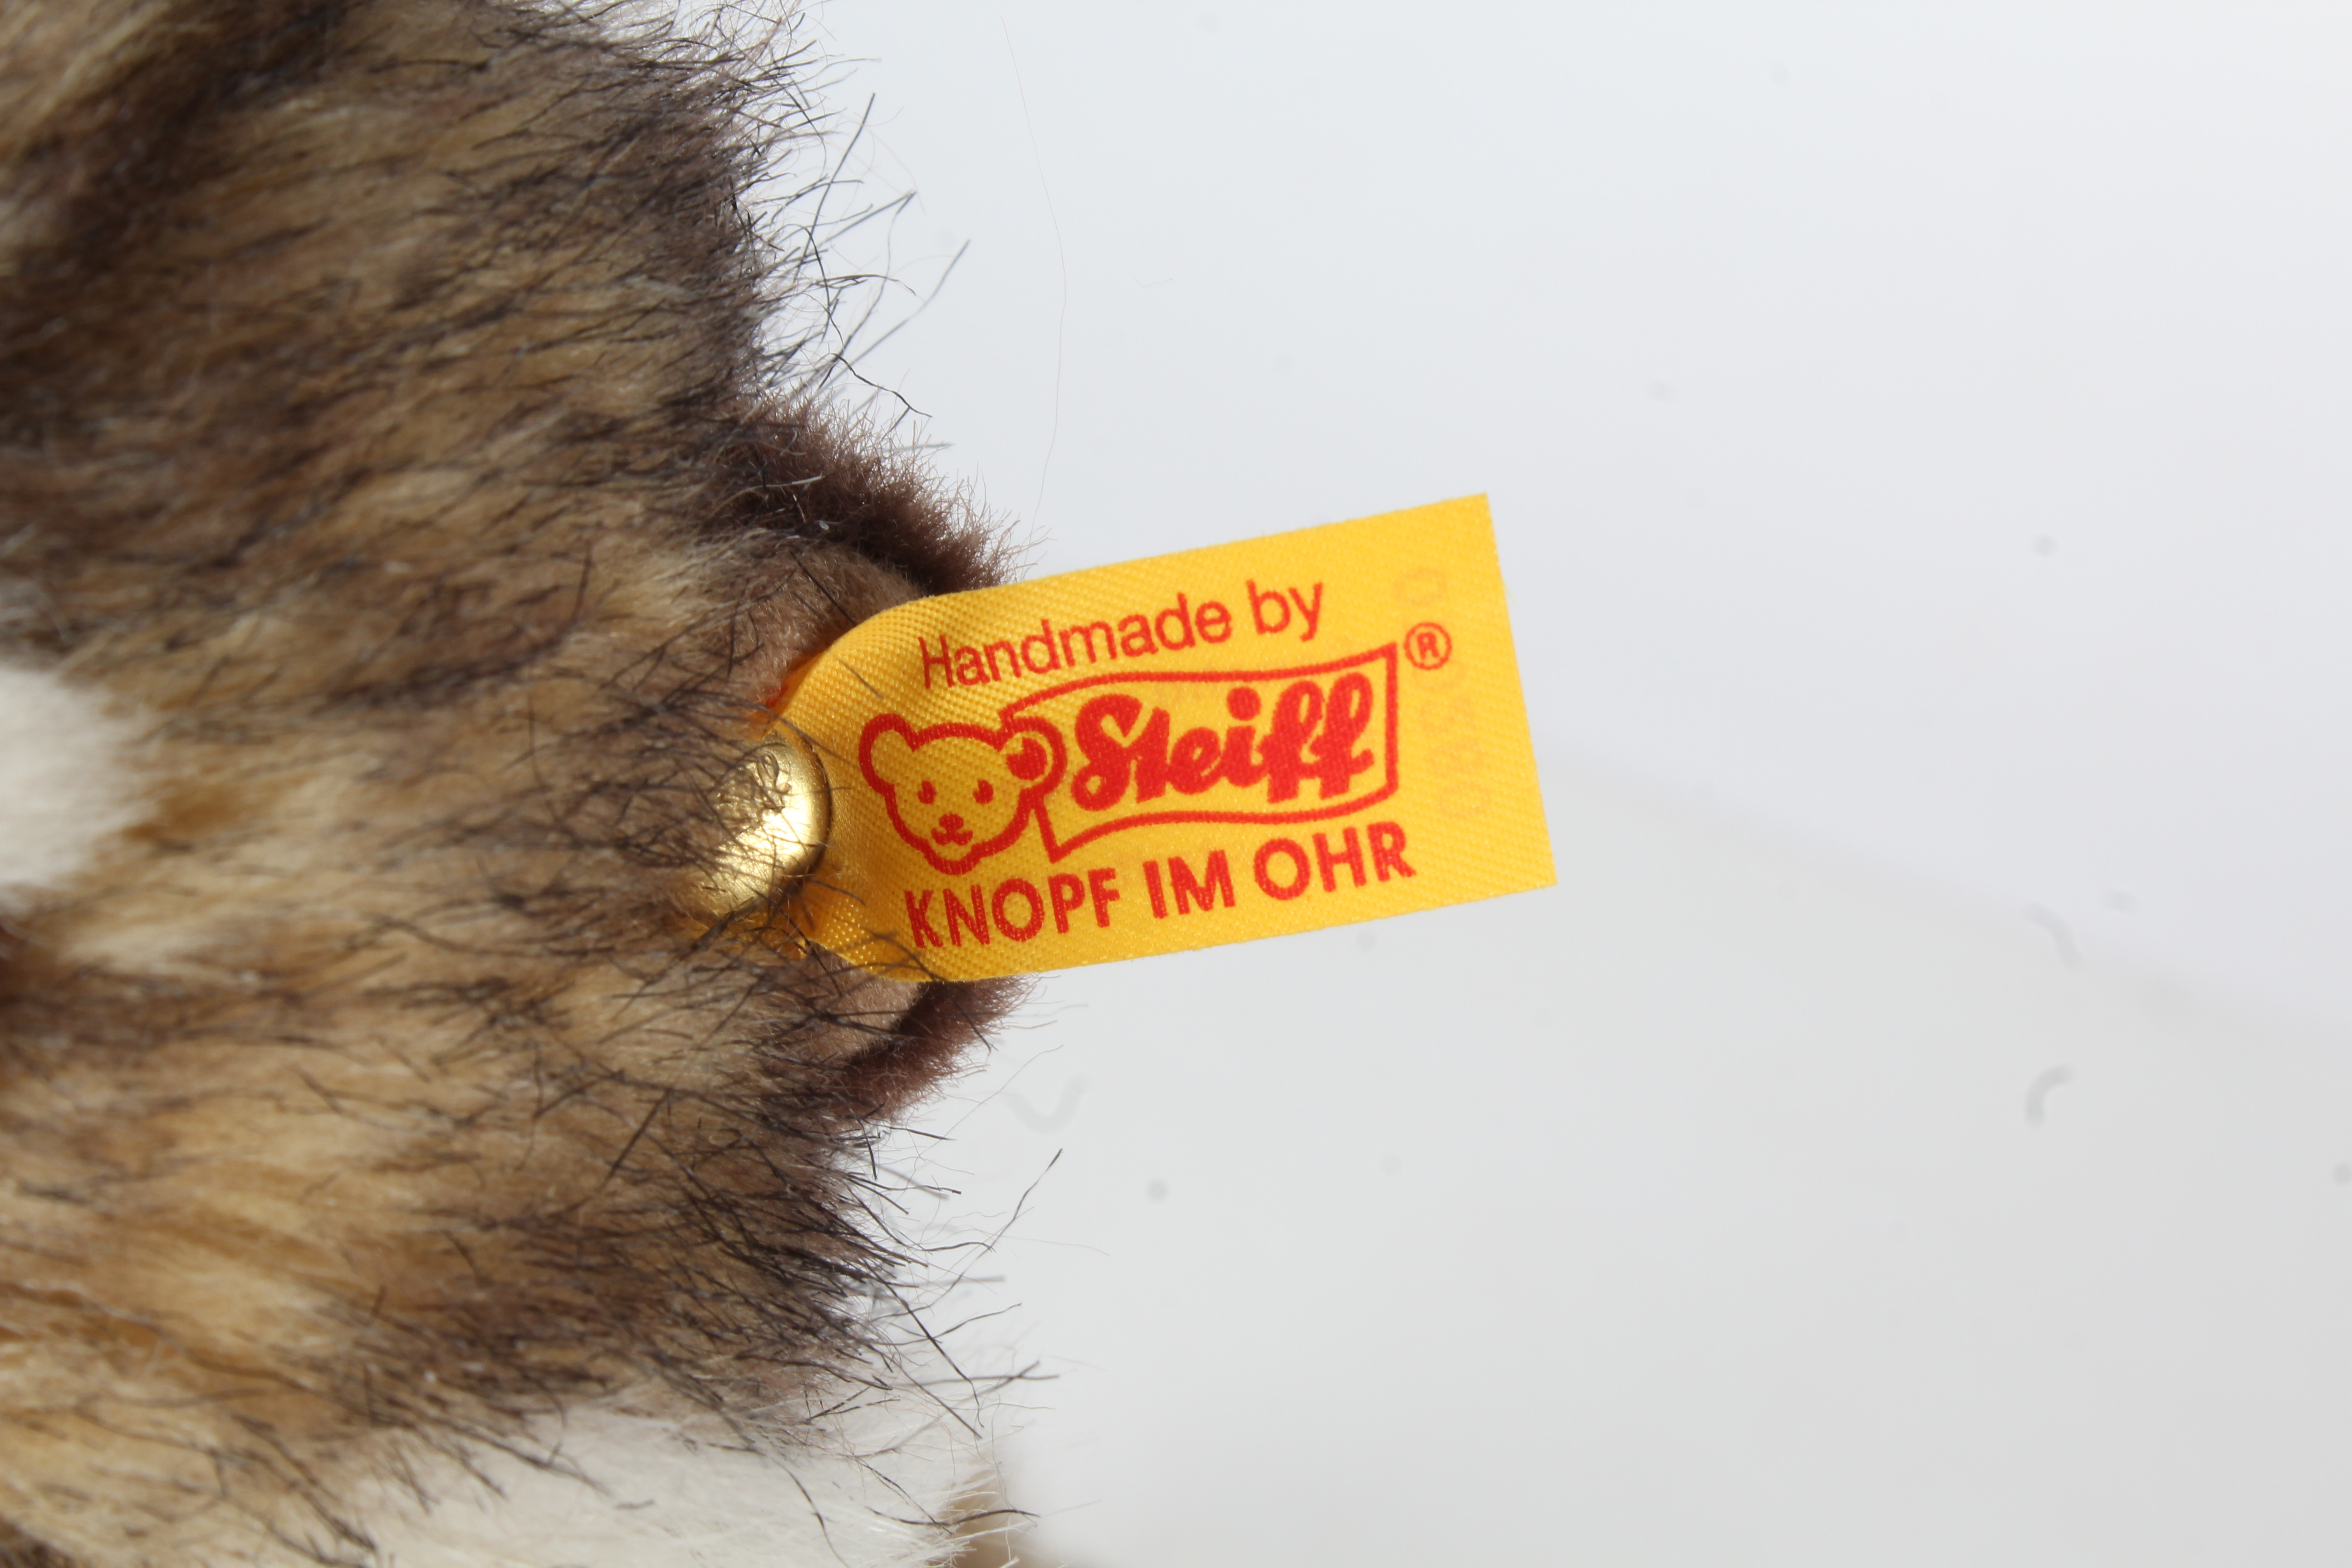 Handmade by
Steiff®
KNOPF IM OHR